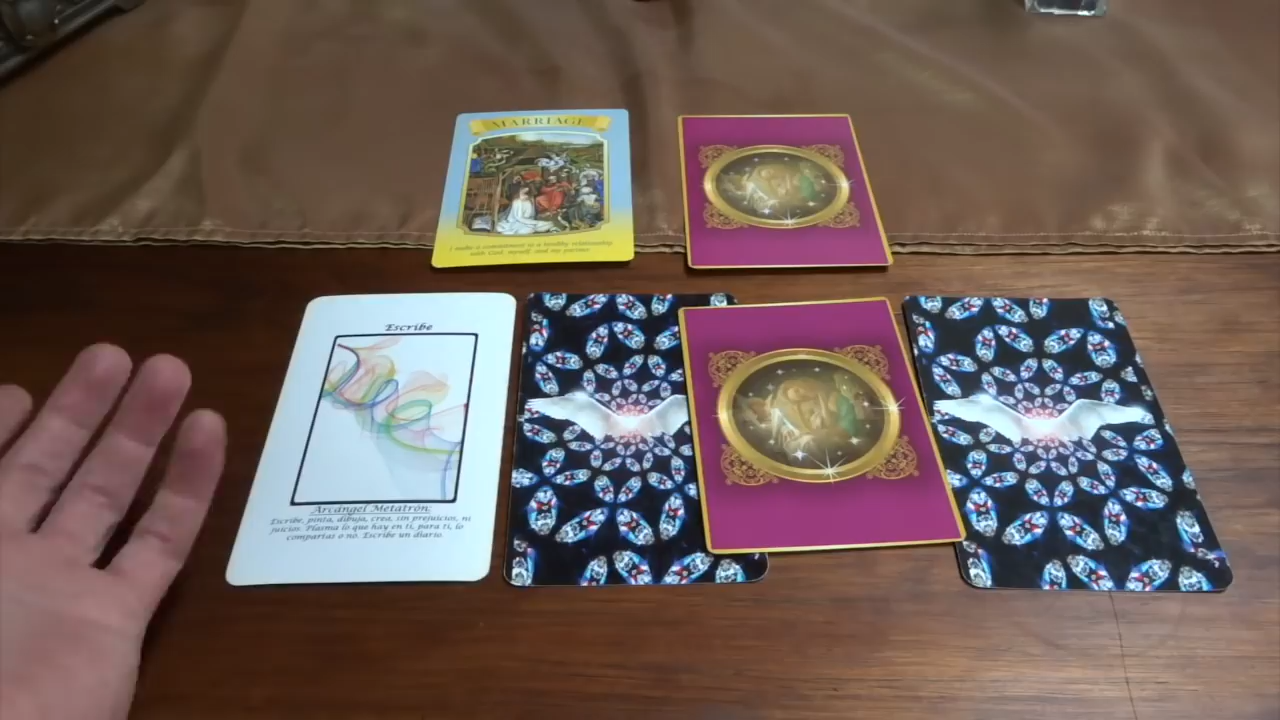 MARRIAGE
I make a commitment to a healthy relationship
with God, myself, and my partner.
Escribe
Arcángel Metatrón:
Escribe, pinta, dibuja, crea, sin prejuicios, ni
juicios. Plasma lo que hay en ti, para ti, lo
compartas o no. Escribe un diario.